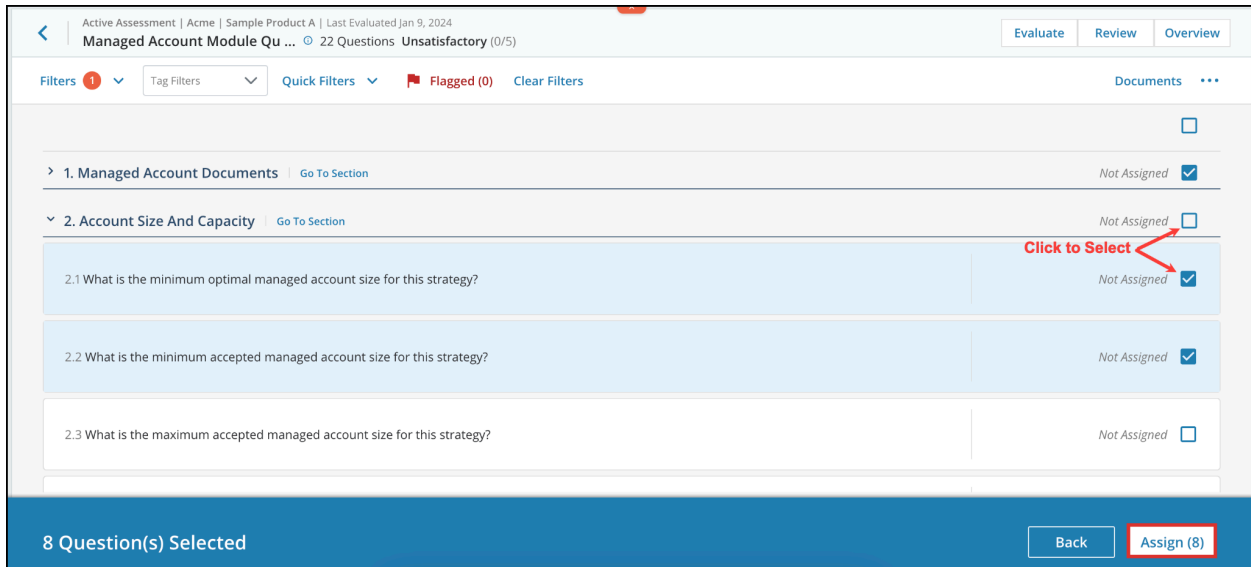 Active Assessment | Acme | Sample Product A | Last Evaluated Jan 9, 2024
Managed Account Module Qu ... 22 Questions Unsatisfactory (0/5)
Evaluate Review Overview
Filters 1 Tag Filters Quick Filters Flagged (0) Clear Filters
Documents ...
1. Managed Account Documents Go To Section Not Assigned
2. Account Size And Capacity Go To Section Not Assigned
Click to Select
2.1 What is the minimum optimal managed account size for this strategy? Not Assigned
2.2 What is the minimum accepted managed account size for this strategy? Not Assigned
2.3 What is the maximum accepted managed account size for this strategy? Not Assigned
8 Question(s) Selected Back Assign (8)